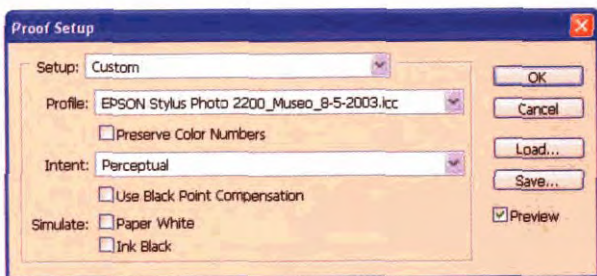 Proof Setup
Setup: Custom
OK
Profile: EPSON Stylus Photo 2200_Museo_8-5-2003.icc
Cancel
Preserve Color Numbers
Load...
Intent: Perceptual
Save...
Use Black Point Compensation
Preview
Simulate: Paper White
Ink Black